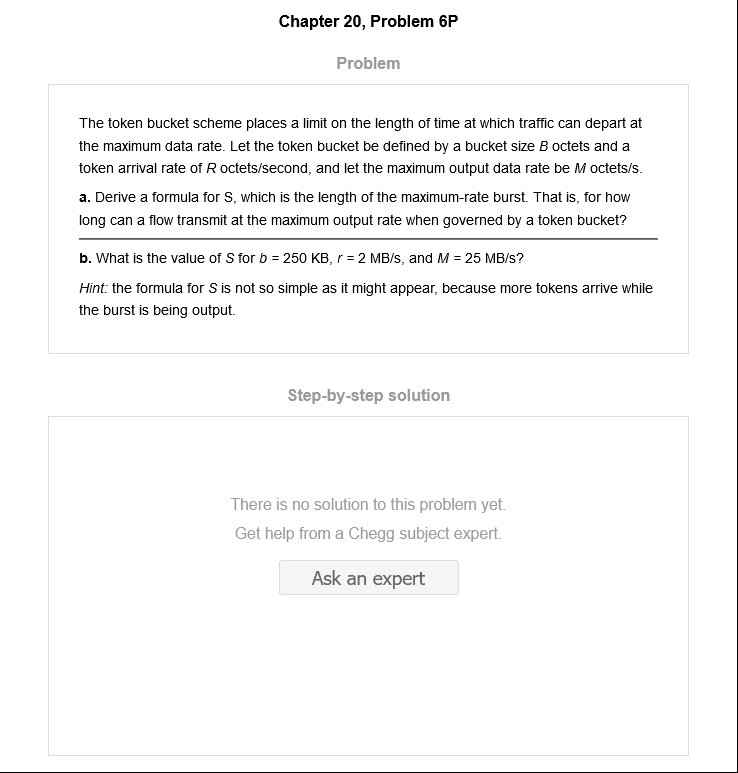 Chapter 20, Problem 6P
Problem
The token bucket scheme places a limit on the length of time at which traffic can depart at
the maximum data rate. Let the token bucket be defined by a bucket size B octets and a
token arrival rate of R octets/second, and let the maximum output data rate be M octets/s.
a. Derive a formula for S, which is the length of the maximum-rate burst. That is, for how
long can a flow transmit at the maximum output rate when governed by a token bucket?
b. What is the value of S for b = 250 KB, r = 2 MB/s, and M = 25 MB/s?
Hint: the formula for S is not so simple as it might appear, because more tokens arrive while
the burst is being output.
Step-by-step solution
There is no solution to this problem yet.
Get help from a Chegg subject expert.
Ask an expert